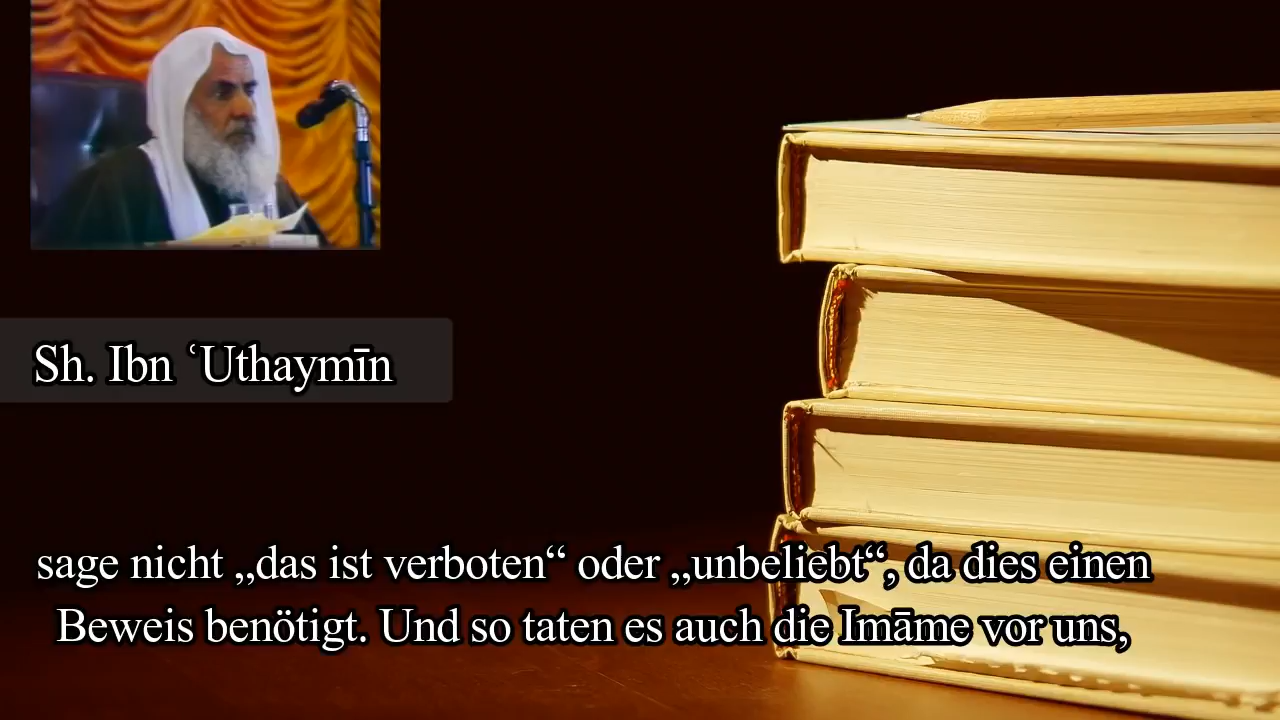 Sh. Ibn ʿUthaymīn
sage nicht „das ist verboten“ oder „unbeliebt“, da dies einen
Beweis benötigt. Und so taten es auch die Imāme vor uns,